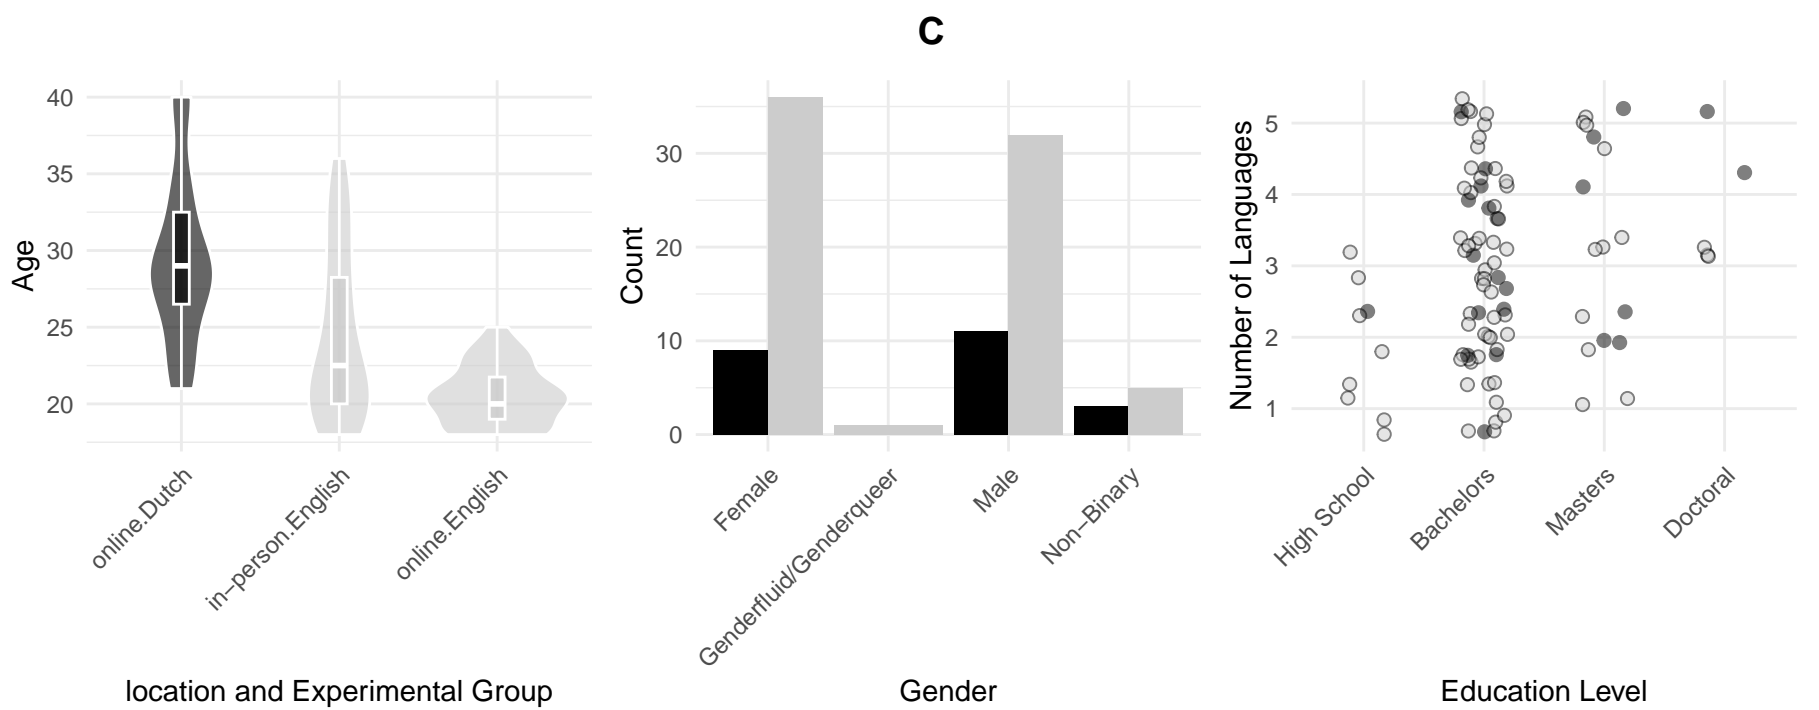 C
Age
40
35
30
25
20
online.Dutch
in−person.English
online.English
location and Experimental Group
Count
30
20
10
0
Female
Genderfluid/Genderqueer
Male
Non−Binary
Gender
Number of Languages
5
4
3
2
1
High School
Bachelors
Masters
Doctoral
Education Level